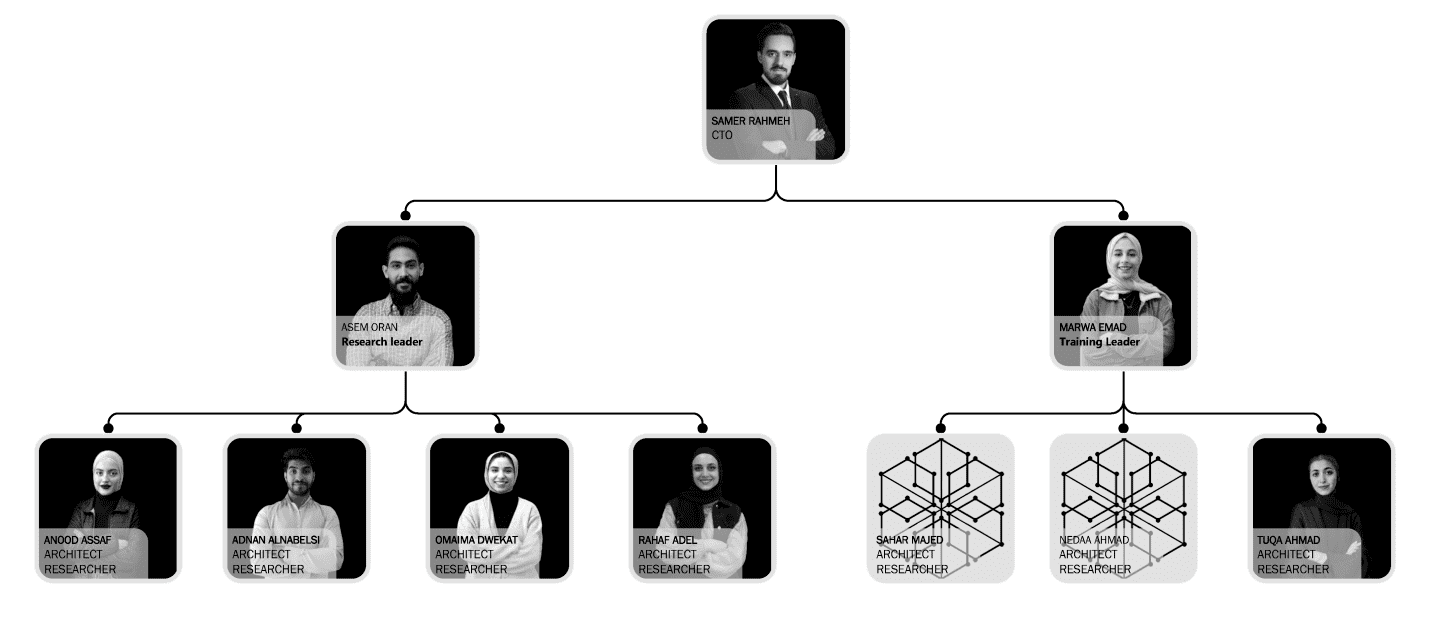 SAMER RAHMEH
CTO
ASEM ORAN
Research leader
MARWA EMAD
Training Leader
ANOOD ASSAF
ARCHITECT
RESEARCHER
ADNAN ALNABELSI
ARCHITECT
RESEARCHER
OMAIMA DWEKAT
ARCHITECT
RESEARCHER
RAHAF ADEL
ARCHITECT
RESEARCHER
SAHAR MAJED
ARCHITECT
RESEARCHER
NEDAA AHMAD
ARCHITECT
RESEARCHER
TUQA AHMAD
ARCHITECT
RESEARCHER